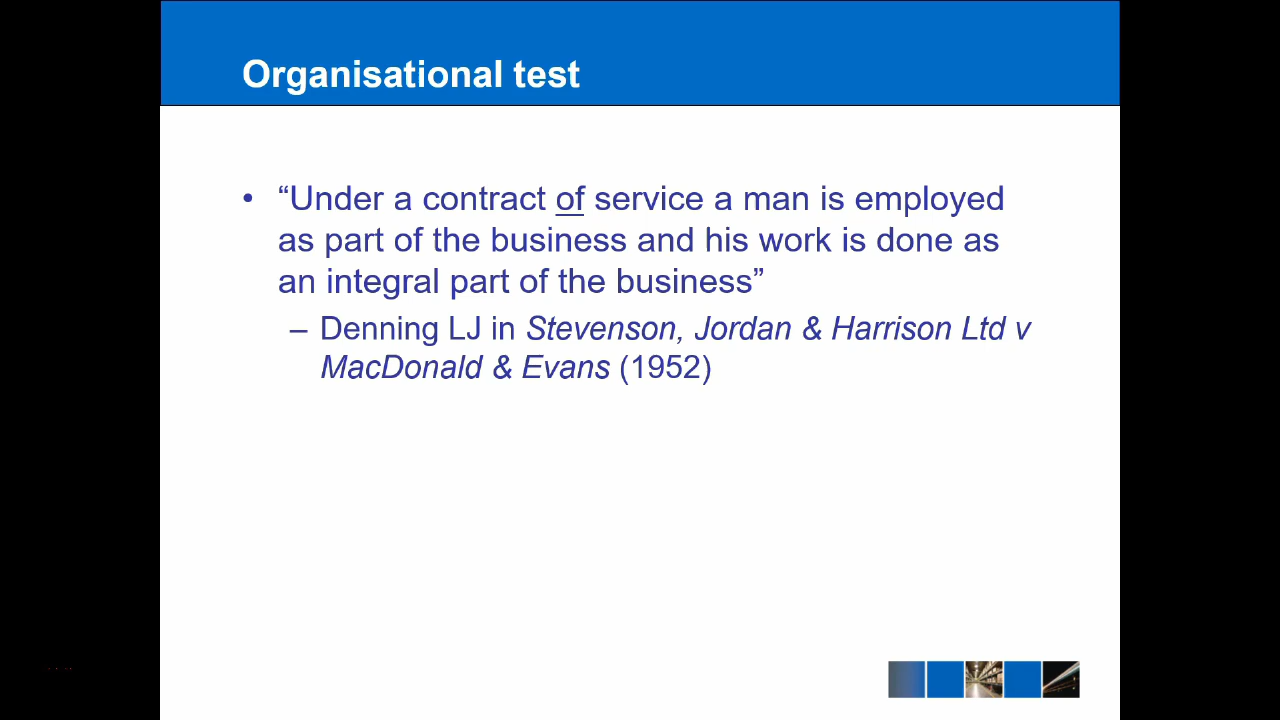 Organisational test
• “Under a contract of service a man is employed
as part of the business and his work is done as
an integral part of the business”
– Denning LJ in Stevenson, Jordan & Harrison Ltd v
MacDonald & Evans (1952)